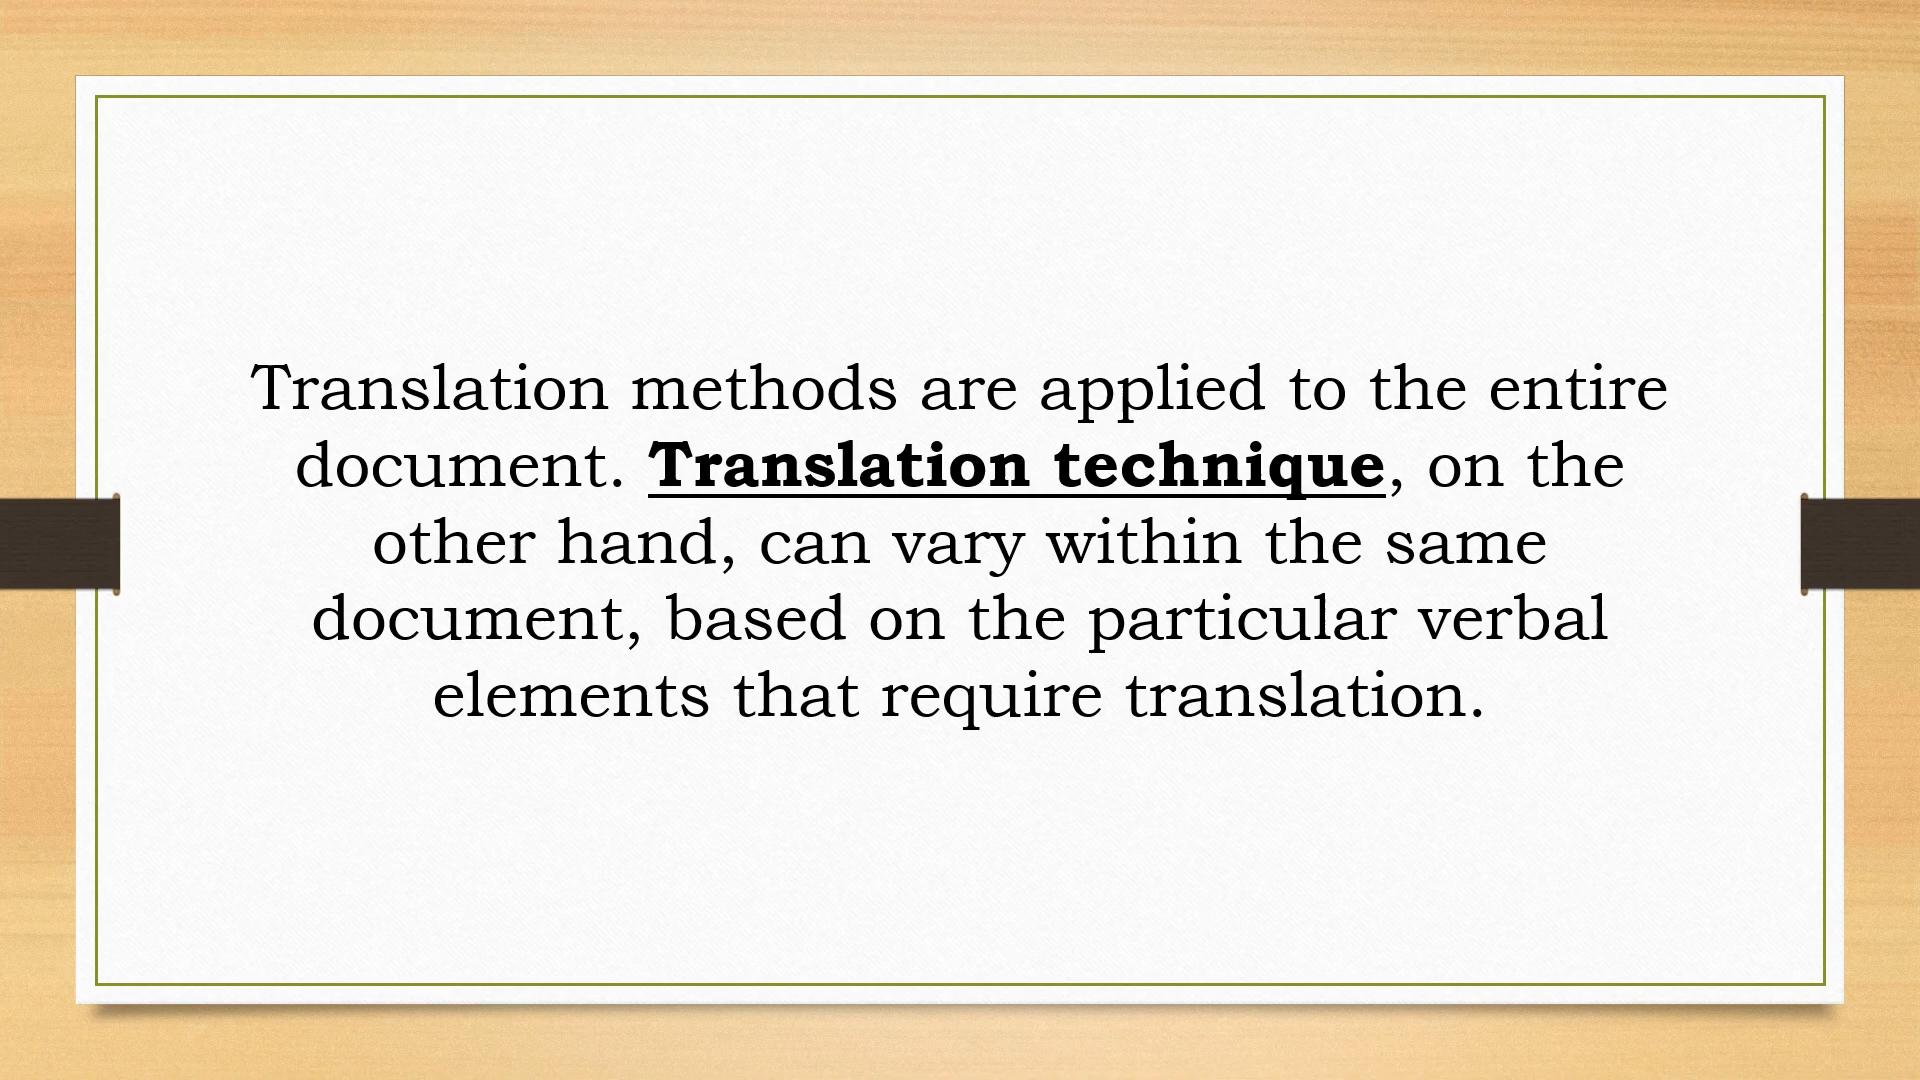 Translation methods are applied to the entire
document. Translation technique, on the
other hand, can vary within the same
document, based on the particular verbal
elements that require translation.